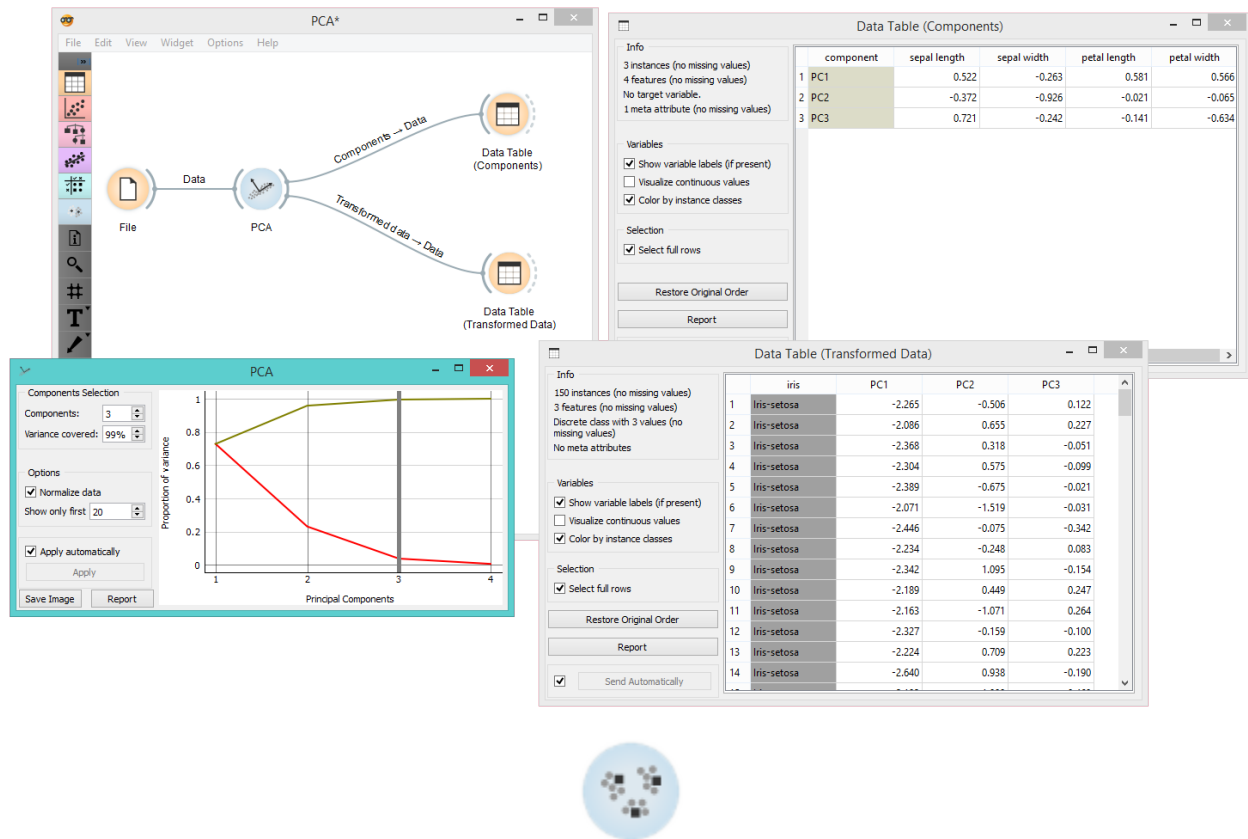 PCA*
File Edit View Widget Options Help
Data
Components → Data
Transformed data → Data
File
PCA
Data Table
(Components)
Data Table
(Transformed Data)
Data Table (Components)
Info
3 instances (no missing values)
4 features (no missing values)
No target variable.
1 meta attribute (no missing values)
Variables
Show variable labels (if present)
Visualize continuous values
Color by instance classes
Selection
Select full rows
Restore Original Order
Report
component sepal length sepal width petal length petal width
1 PC1 0.522 -0.263 0.581 0.566
2 PC2 -0.372 -0.926 -0.021 -0.065
3 PC3 0.721 -0.242 -0.141 -0.634
PCA
Components Selection
Components: 3
Variance covered: 99%
Options
Normalize data
Show only first 20
Apply automatically
Apply
Save Image Report
Proportion of variance
1
0.8
0.6
0.4
0.2
0
1 2 3 4
Principal Components
Data Table (Transformed Data)
Info
150 instances (no missing values)
3 features (no missing values)
Discrete class with 3 values (no
missing values)
No meta attributes
Variables
Show variable labels (if present)
Visualize continuous values
Color by instance classes
Selection
Select full rows
Restore Original Order
Report
Send Automatically
iris PC1 PC2 PC3
1 Iris-setosa -2.265 -0.506 0.122
2 Iris-setosa -2.086 0.655 0.227
3 Iris-setosa -2.368 0.318 -0.051
4 Iris-setosa -2.304 0.575 -0.099
5 Iris-setosa -2.389 -0.675 -0.021
6 Iris-setosa -2.071 -1.519 -0.031
7 Iris-setosa -2.446 -0.075 -0.342
8 Iris-setosa -2.234 -0.248 0.083
9 Iris-setosa -2.342 1.095 -0.154
10 Iris-setosa -2.189 0.449 0.247
11 Iris-setosa -2.163 -1.071 0.264
12 Iris-setosa -2.327 -0.159 -0.100
13 Iris-setosa -2.224 0.709 0.223
14 Iris-setosa -2.640 0.938 -0.190